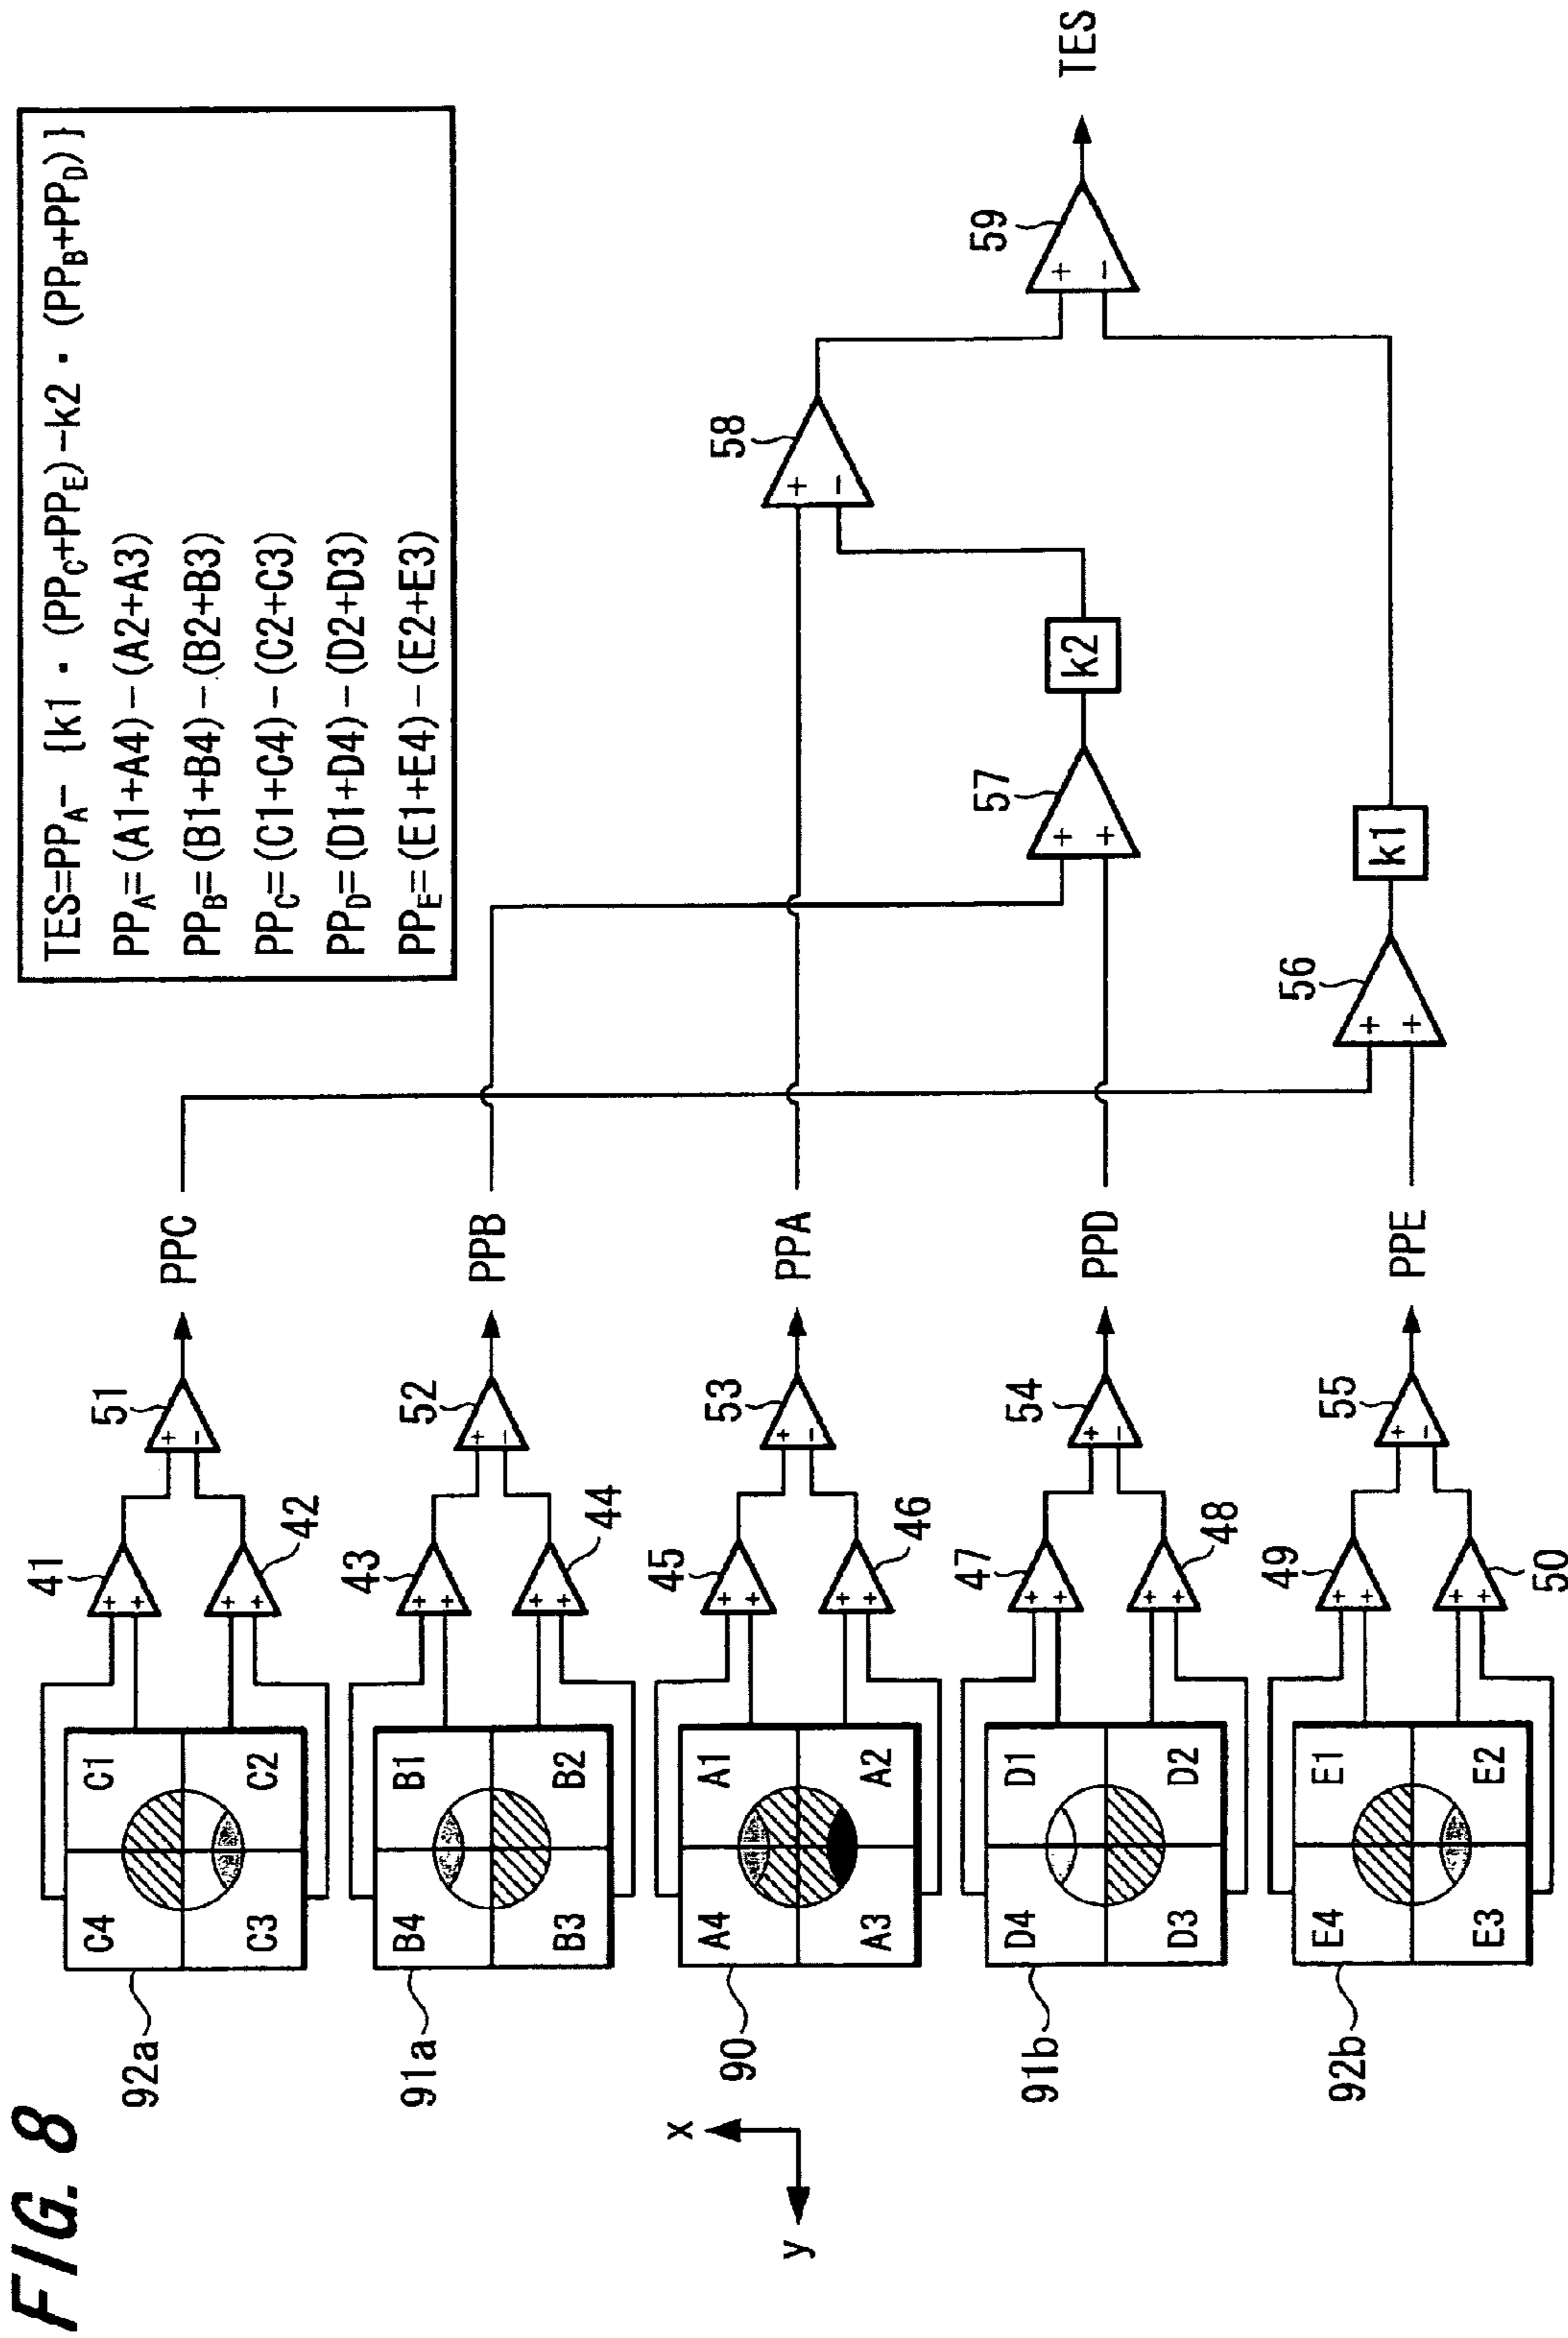 FIG. 8
TES=PPA- {k1 · (PPC+PPE)-k2 · (PPB+PPD)}
PPA=(A1+A4)-(A2+A3)
PPB=(B1+B4)-(B2+B3)
PPC=(C1+C4)-(C2+C3)
PPD=(D1+D4)-(D2+D3)
PPE=(E1+E4)-(E2+E3)
92a
C4 C1
C3 C2
41
+ +
42
+ +
51
+ -
PPC
91a
B4 B1
B3 B2
43
+ +
44
+ +
52
+ -
PPB
90
A4 A1
A3 A2
45
+ +
46
+ +
53
+ -
PPA
91b
D4 D1
D3 D2
47
+ +
48
+ +
54
+ -
PPD
92b
E4 E1
E3 E2
49
+ +
50
+ +
55
+ -
PPE
56
+ +
k1
57
+ +
k2
58
+ -
59
+ -
TES
x
y